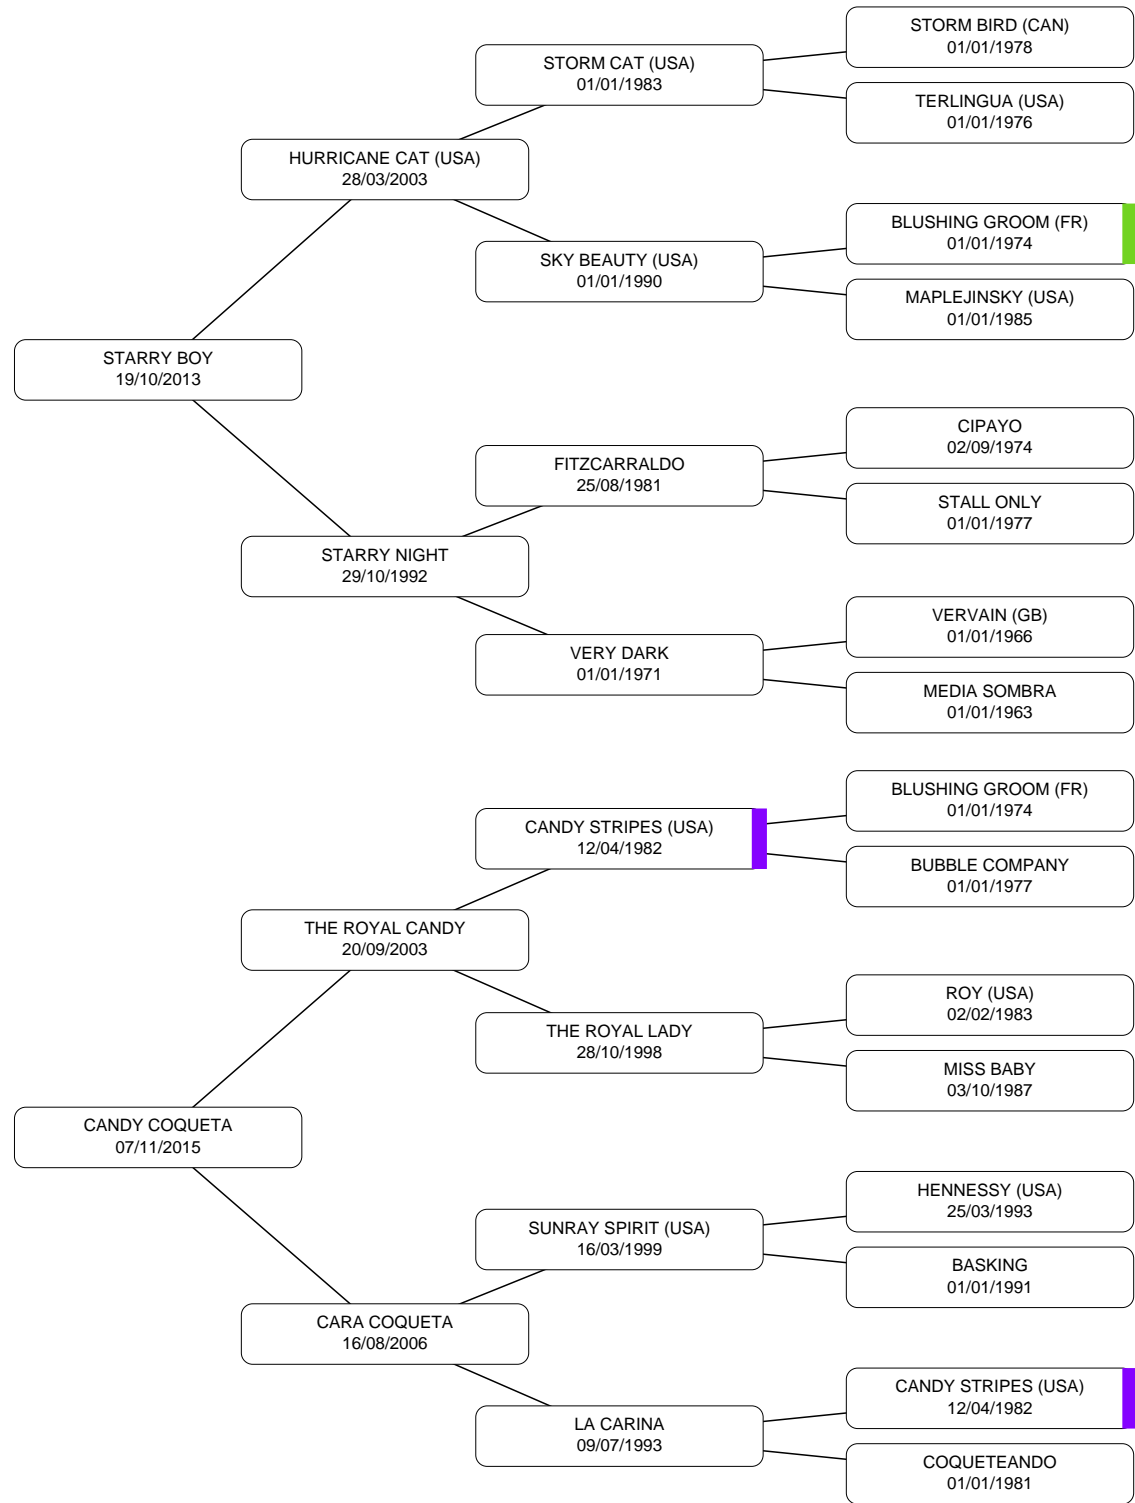 STORM BIRD (CAN)
01/01/1978
STORM CAT (USA)
01/01/1983
TERLINGUA (USA)
01/01/1976
HURRICANE CAT (USA)
28/03/2003
BLUSHING GROOM (FR)
01/01/1974
SKY BEAUTY (USA)
01/01/1990
MAPLEJINSKY (USA)
01/01/1985
STARRY BOY
19/10/2013
CIPAYO
02/09/1974
FITZCARRALDO
25/08/1981
STALL ONLY
01/01/1977
STARRY NIGHT
29/10/1992
VERVAIN (GB)
01/01/1966
VERY DARK
01/01/1971
MEDIA SOMBRA
01/01/1963
BLUSHING GROOM (FR)
01/01/1974
CANDY STRIPES (USA)
12/04/1982
BUBBLE COMPANY
01/01/1977
THE ROYAL CANDY
20/09/2003
ROY (USA)
02/02/1983
THE ROYAL LADY
28/10/1998
MISS BABY
03/10/1987
CANDY COQUETA
07/11/2015
HENNESSY (USA)
25/03/1993
SUNRAY SPIRIT (USA)
16/03/1999
BASKING
01/01/1991
CARA COQUETA
16/08/2006
CANDY STRIPES (USA)
12/04/1982
LA CARINA
09/07/1993
COQUETEANDO
01/01/1981